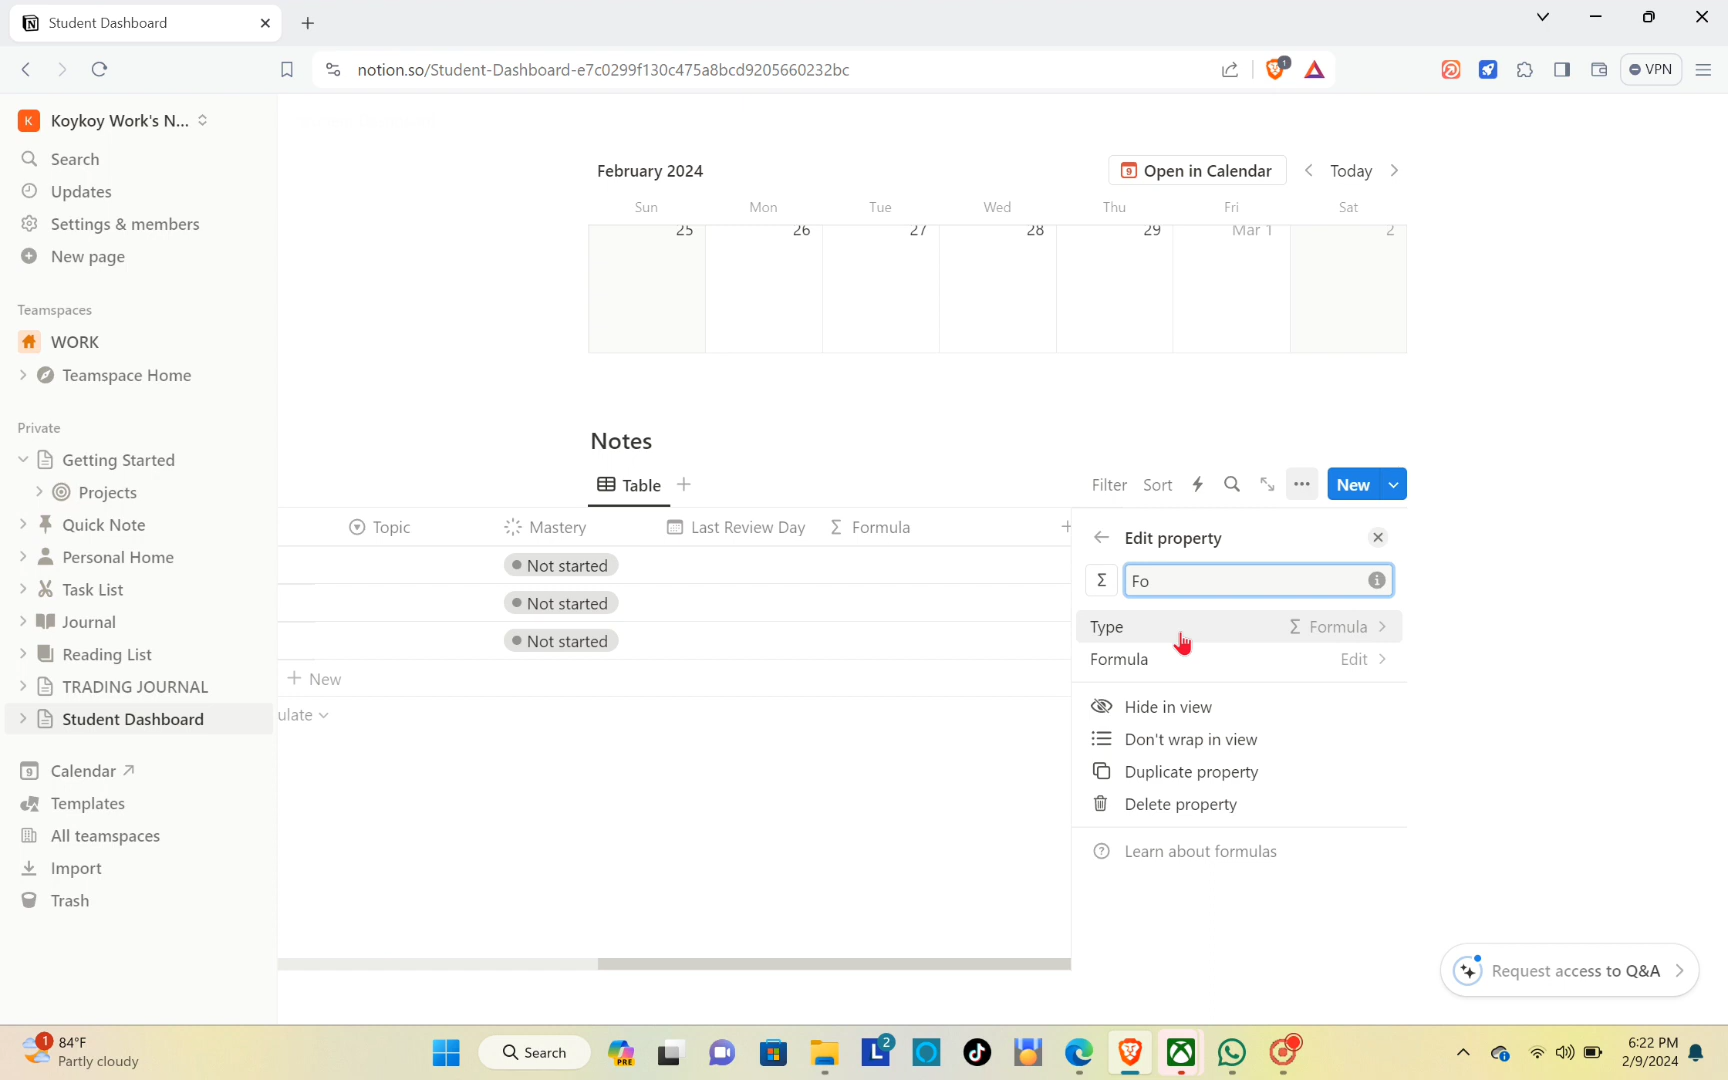 Student Dashboard
notion.so/Student-Dashboard-e7c0299f130c475a8bcd9205660232bc
1
VPN
K Koykoy Work's N...
Search
Updates
Settings & members
New page
Teamspaces
WORK
Teamspace Home
Private
Getting Started
Projects
Quick Note
Personal Home
Task List
Journal
Reading List
TRADING JOURNAL
Student Dashboard
9 Calendar
Templates
All teamspaces
Import
Trash
February 2024
9 Open in Calendar
Today
Sun Mon Tue Wed Thu Fri Sat
25 26 27 28 29 Mar 1 2
Notes
Table
Filter Sort New
Topic Mastery Last Review Day Σ Formula
Not started
Not started
Not started
New
ulate
Edit property
Σ Fo
Type Σ Formula
Formula Edit
Hide in view
Don't wrap in view
Duplicate property
Delete property
Learn about formulas
Request access to Q&A
1 84°F
Partly cloudy
Search
PRE
L 2
6:22 PM
2/9/2024